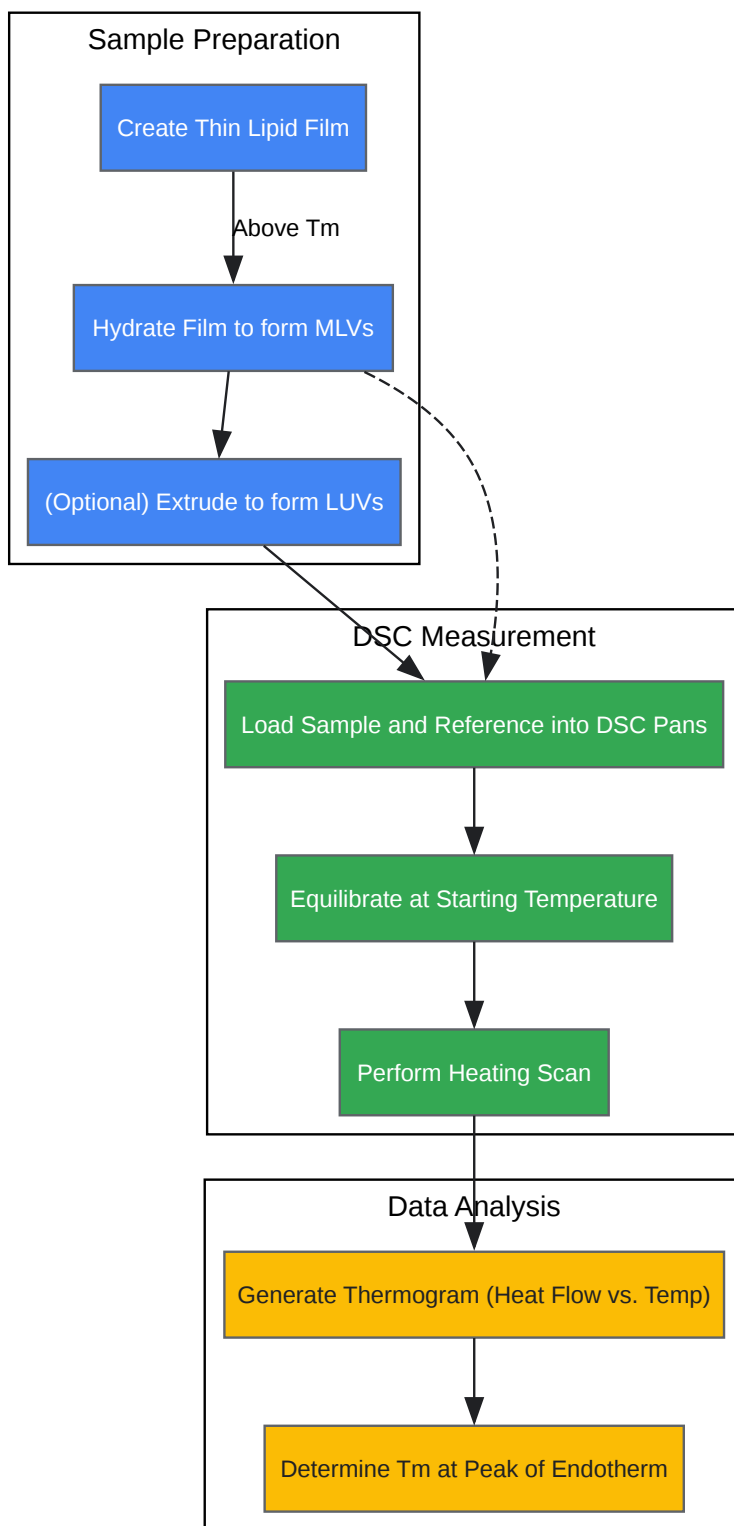 Sample Preparation
Create Thin Lipid Film
Above Tm
Hydrate Film to form MLVs
(Optional) Extrude to form LUVs
DSC Measurement
Load Sample and Reference into DSC Pans
Equilibrate at Starting Temperature
Perform Heating Scan
Data Analysis
Generate Thermogram (Heat Flow vs. Temp)
Determine Tm at Peak of Endotherm